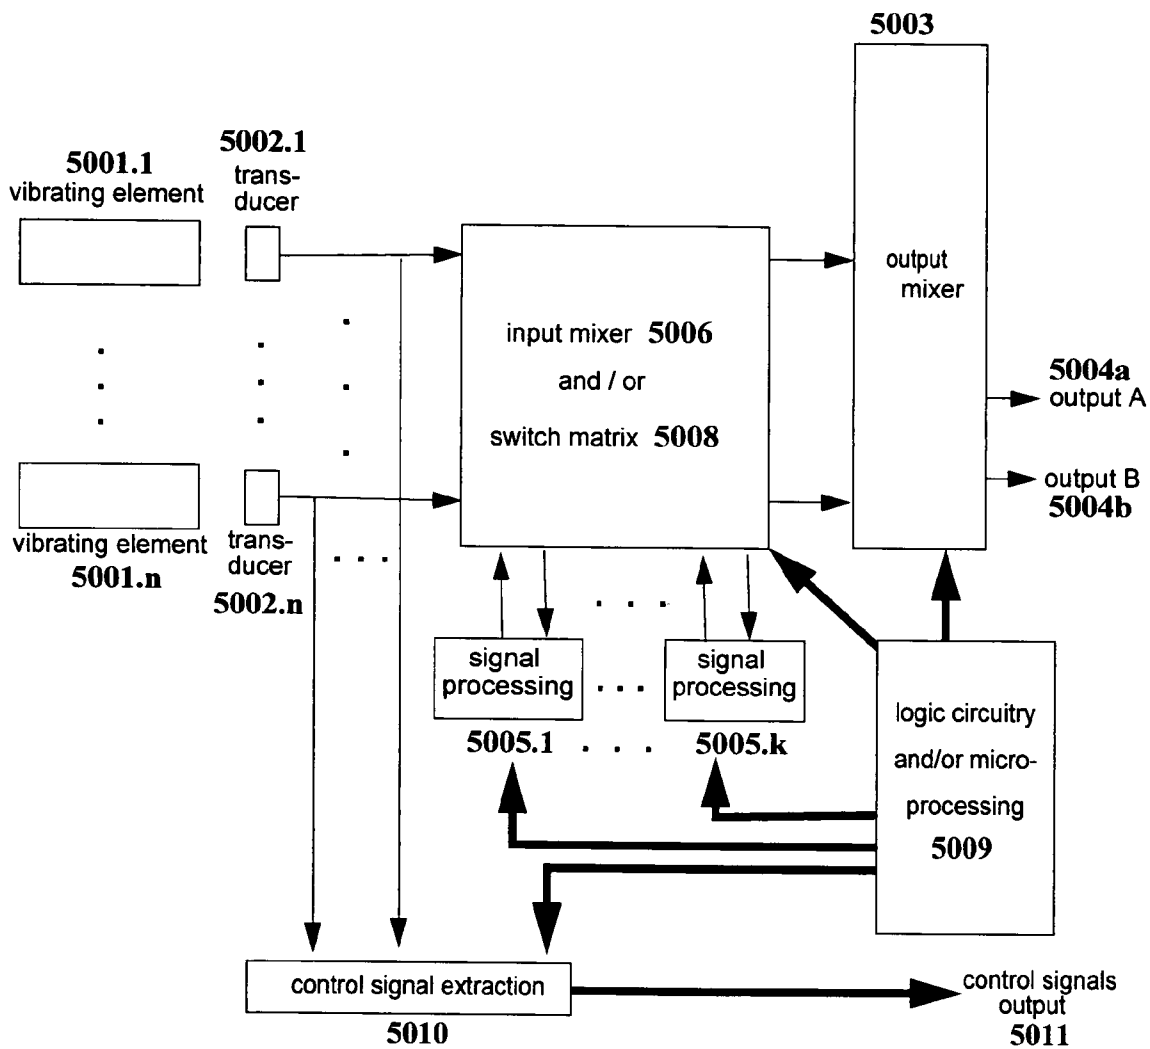 5003
5001.1
vibrating element
5002.1
trans-
ducer
output
mixer
input mixer 5006
and / or
switch matrix 5008
5004a
output A
output B
5004b
vibrating element
5001.n
trans-
ducer
5002.n
signal
processing
5005.1
signal
processing
5005.k
logic circuitry
and/or micro-
processing
5009
control signal extraction
5010
control signals
output
5011